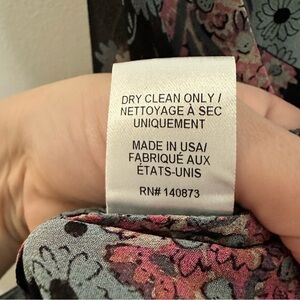 DRY CLEAN ONLY /
NETTOYAGE À SEC
UNIQUEMENT
MADE IN USA/
FABRIQUÉ AUX
ÉTATS-UNIS
RN# 140873